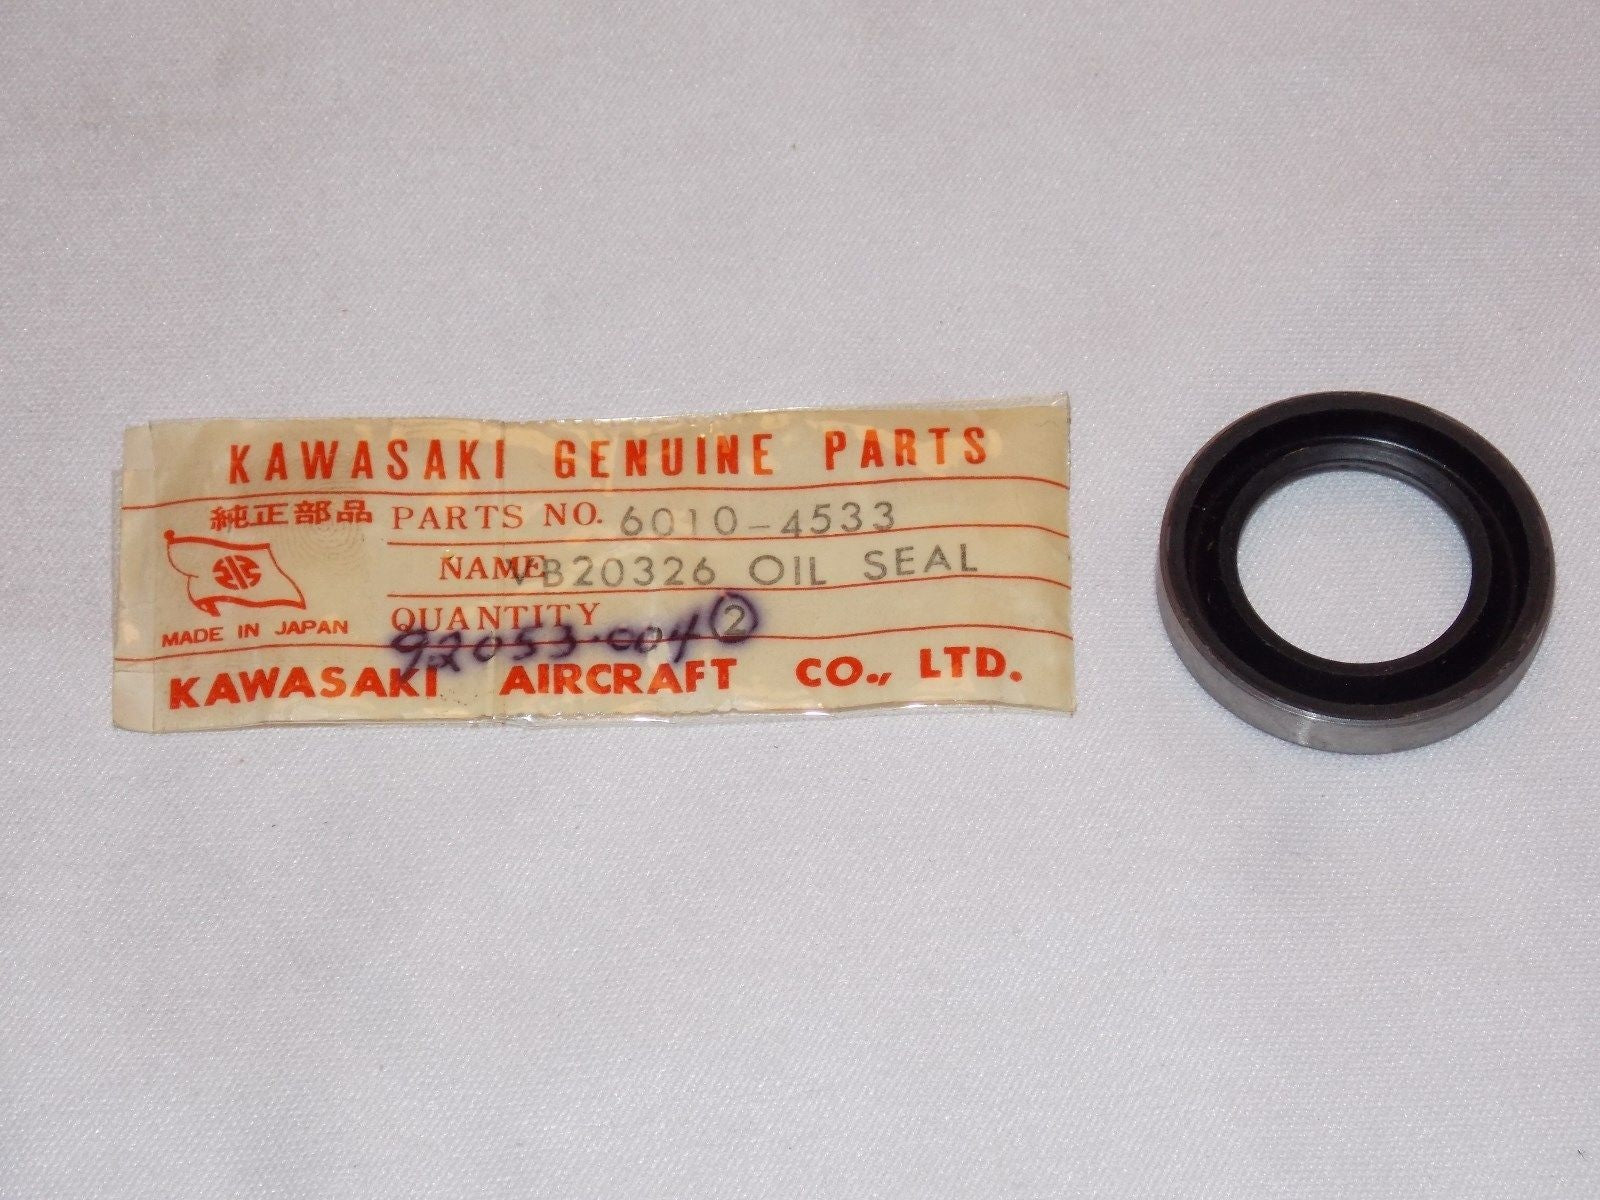 KAWASAKI GENUINE PARTS
純正部品
PARTS NO. 6010-4533
NAME VB20326 OIL SEAL
QUANTITY 2
92053-004
MADE IN JAPAN
KAWASAKI AIRCRAFT CO., LTD.